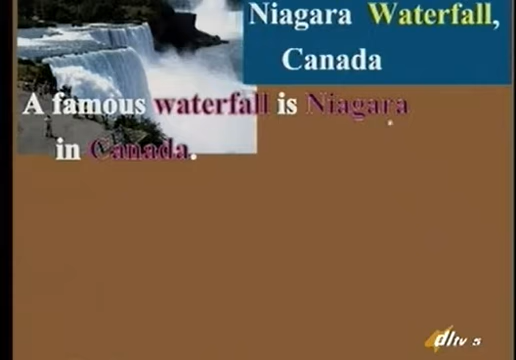 Niagara Waterfall,
Canada
A famous waterfall is Niagara
in Canada.
dltv 5